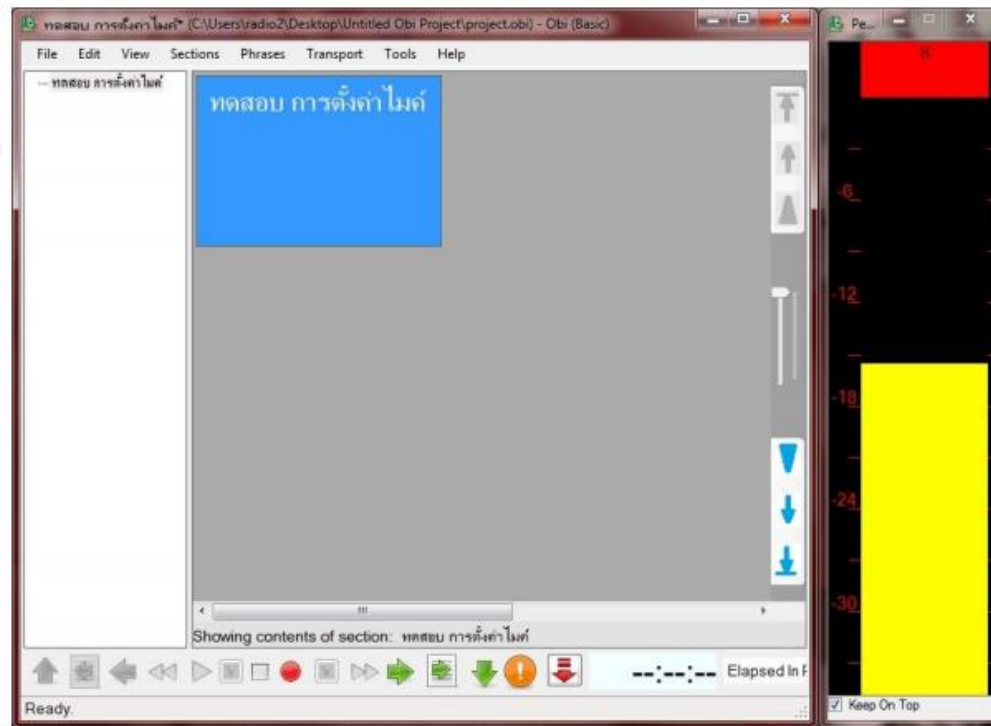 ทดสอบ การตั้งค่าไมค์* (C:\Users\radio2\Desktop\Untitled Obi Project\project.obi) - Obi (Basic)
File Edit View Sections Phrases Transport Tools Help
ทดสอบ การตั้งค่าไมค์
ทดสอบ การตั้งค่าไมค์
Showing contents of section: ทดสอบ การตั้งค่าไมค์
--:--:-- Elapsed In
Ready.
Pe...
8
-6
-12
-18
-24
-30
Keep On Top